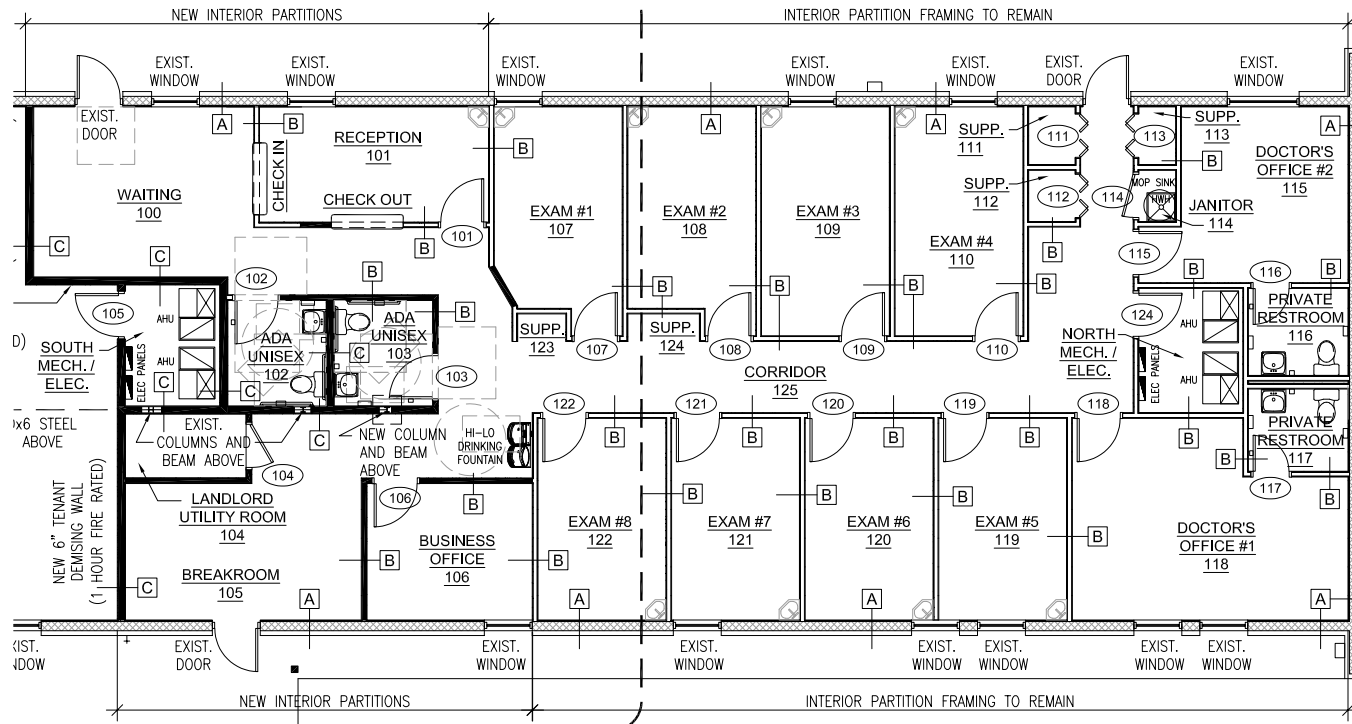 NEW INTERIOR PARTITIONS
INTERIOR PARTITION FRAMING TO REMAIN
EXIST.
WINDOW
EXIST.
WINDOW
EXIST.
WINDOW
EXIST.
WINDOW
EXIST.
WINDOW
EXIST.
DOOR
EXIST.
WINDOW
EXIST.
DOOR
A
B
RECEPTION
101
CHECK IN
CHECK OUT
WAITING
100
B
B
101
A
A
A
SUPP.
111
111
SUPP.
112
112
B
113
SUPP.
113
B
DOCTOR'S
OFFICE #2
115
MOP SINK
HWH
114
JANITOR
114
EXAM #1
107
EXAM #2
108
EXAM #3
109
EXAM #4
110
115
C
C
102
B
B
105
AHU
AHU
ELEC PANELS
SOUTH
MECH./
ELEC.
C
C
ADA
UNISEX
102
ADA
UNISEX
103
C
103
C
SUPP.
123
107
B
SUPP.
124
108
B
109
B
110
CORRIDOR
125
124
NORTH
MECH./
ELEC.
B
AHU
AHU
ELEC PANELS
B
116
B
PRIVATE
RESTROOM
116
PRIVATE
RESTROOM
117
B
117
B
D)
x6 STEEL
ABOVE
EXIST.
COLUMNS AND
BEAM ABOVE
NEW COLUMN
AND BEAM
ABOVE
HI-LO
DRINKING
FOUNTAIN
B
104
106
LANDLORD
UTILITY ROOM
104
NEW 6" TENANT
DEMISING WALL
(1 HOUR FIRE RATED)
C
BREAKROOM
105
B
A
BUSINESS
OFFICE
106
B
122
B
121
B
120
B
119
B
118
EXAM #8
122
B
EXAM #7
121
B
EXAM #6
120
B
EXAM #5
119
B
DOCTOR'S
OFFICE #1
118
A
A
A
A
EXIST.
DOOR
EXIST.
WINDOW
EXIST.
WINDOW
EXIST.
WINDOW
EXIST.
WINDOW
EXIST.
WINDOW
EXIST.
WINDOW
NEW INTERIOR PARTITIONS
INTERIOR PARTITION FRAMING TO REMAIN